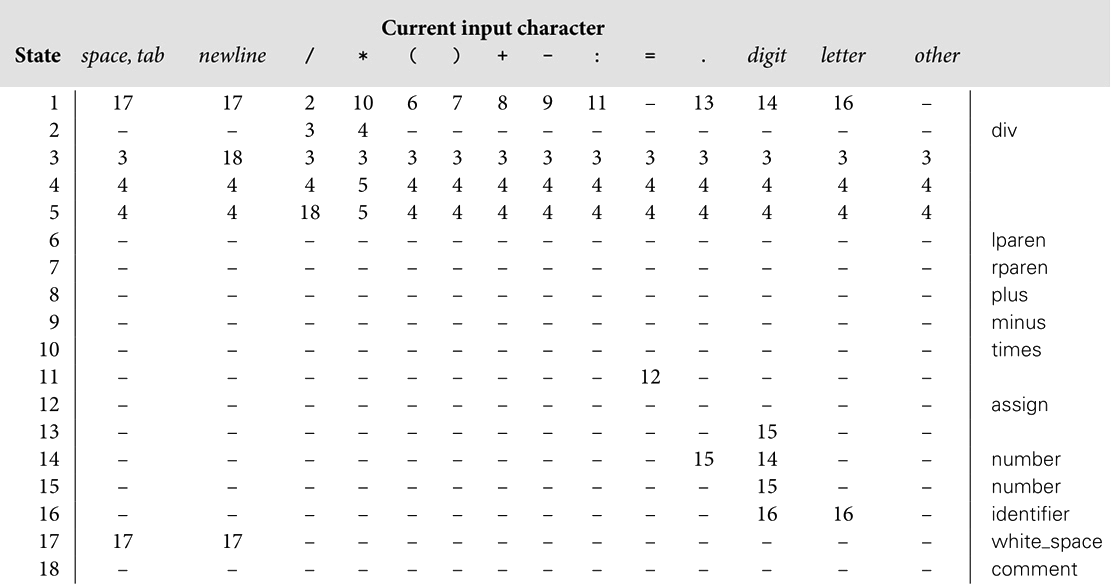 Current input character
State space, tab newline / * ( ) + – : = . digit letter other
1 17 17 2 10 6 7 8 9 11 – 13 14 16 –
2 – – 3 4 – – – – – – – – – – div
3 3 18 3 3 3 3 3 3 3 3 3 3 3 3
4 4 4 4 5 4 4 4 4 4 4 4 4 4 4
5 4 4 18 5 4 4 4 4 4 4 4 4 4 4
6 – – – – – – – – – – – – – – lparen
7 – – – – – – – – – – – – – – rparen
8 – – – – – – – – – – – – – – plus
9 – – – – – – – – – – – – – – minus
10 – – – – – – – – – – – – – – times
11 – – – – – – – – – 12 – – – –
12 – – – – – – – – – – – – – – assign
13 – – – – – – – – – – – 15 – –
14 – – – – – – – – – – 15 14 – – number
15 – – – – – – – – – – – 15 – – number
16 – – – – – – – – – – – 16 16 – identifier
17 17 17 – – – – – – – – – – – – white_space
18 – – – – – – – – – – – – – – comment